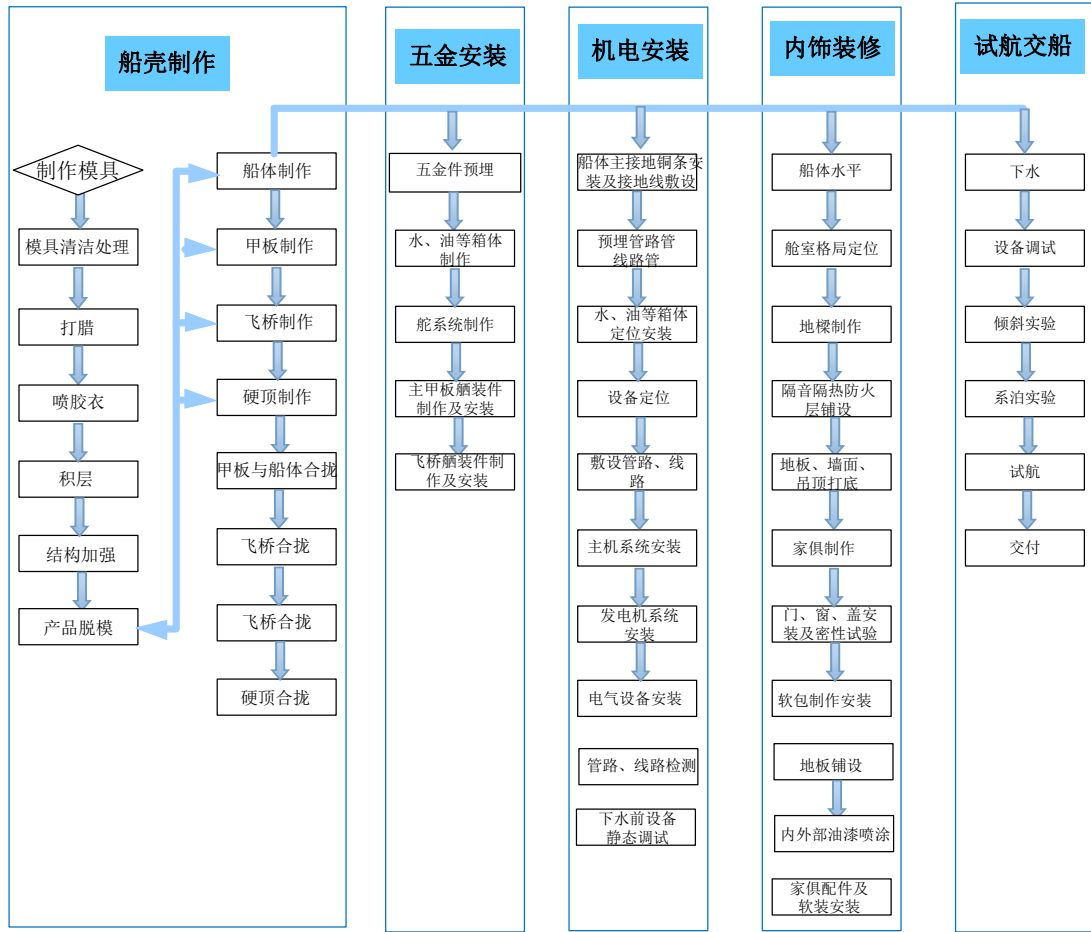 船壳制作
制作模具
模具清洁处理
打腊
喷胶衣
积层
结构加强
产品脱模
船体制作
甲板制作
飞桥制作
硬顶制作
甲板与船体合拢
飞桥合拢
飞桥合拢
硬顶合拢
五金安装
五金件预埋
水、油等箱体
制作
舵系统制作
主甲板舾装件
制作及安装
飞桥舾装件制
作及安装
机电安装
船体主接地铜条安
装及接地线敷设
预埋管路管
线路管
水、油等箱体
定位安装
设备定位
敷设管路、线
路
主机系统安装
发电机系统
安装
电气设备安装
管路、线路检测
下水前设备
静态调试
内饰装修
船体水平
舱室格局定位
地樑制作
隔音隔热防火
层铺设
地板、墙面、
吊顶打底
家俱制作
门、窗、盖安
装及密性试验
软包制作安装
地板铺设
内外部油漆喷涂
家俱配件及
软装安装
试航交船
下水
设备调试
倾斜实验
系泊实验
试航
交付